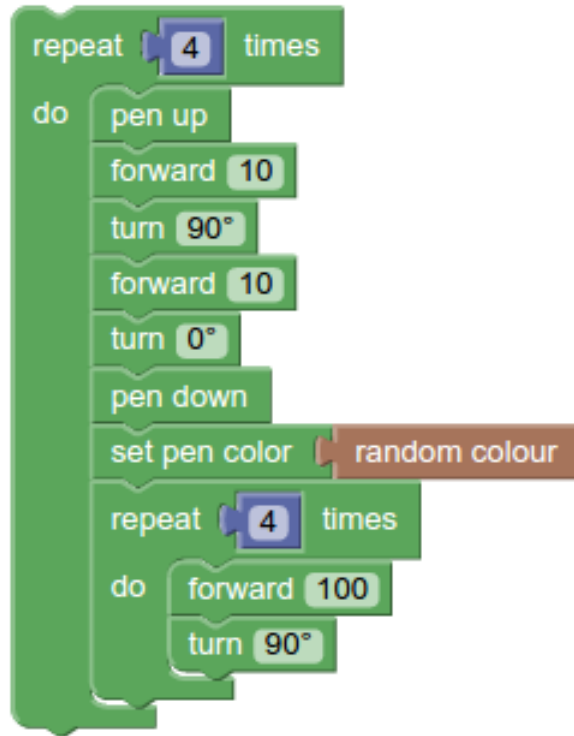 repeat 4 times
do pen up
forward 10
turn 90°
forward 10
turn 0°
pen down
set pen color random colour
repeat 4 times
do forward 100
turn 90°